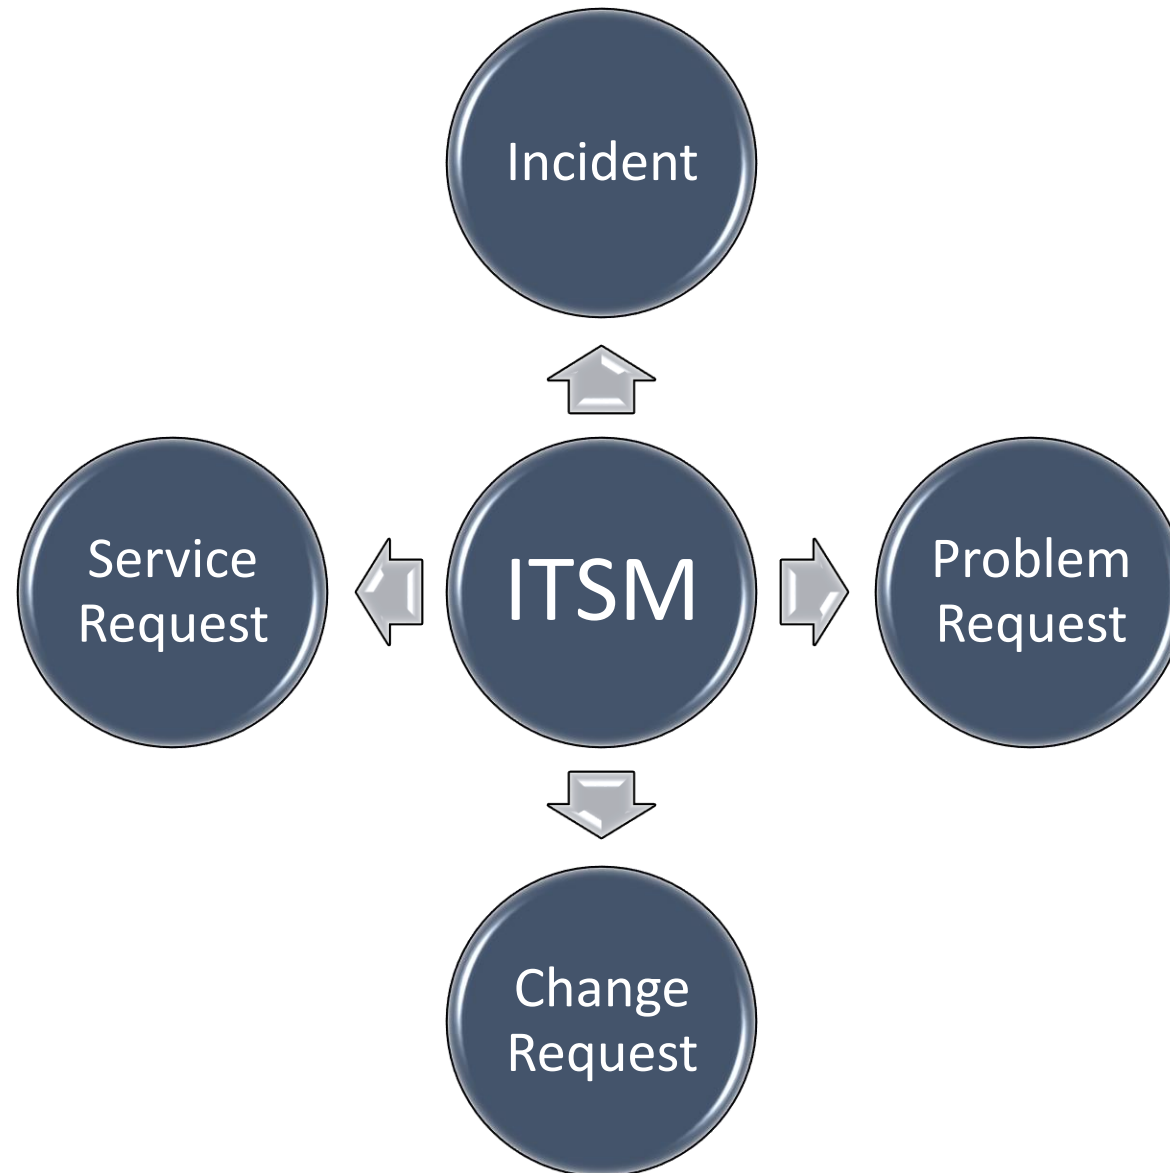 Incident
Service
Request
ITSM
Problem
Request
Change
Request